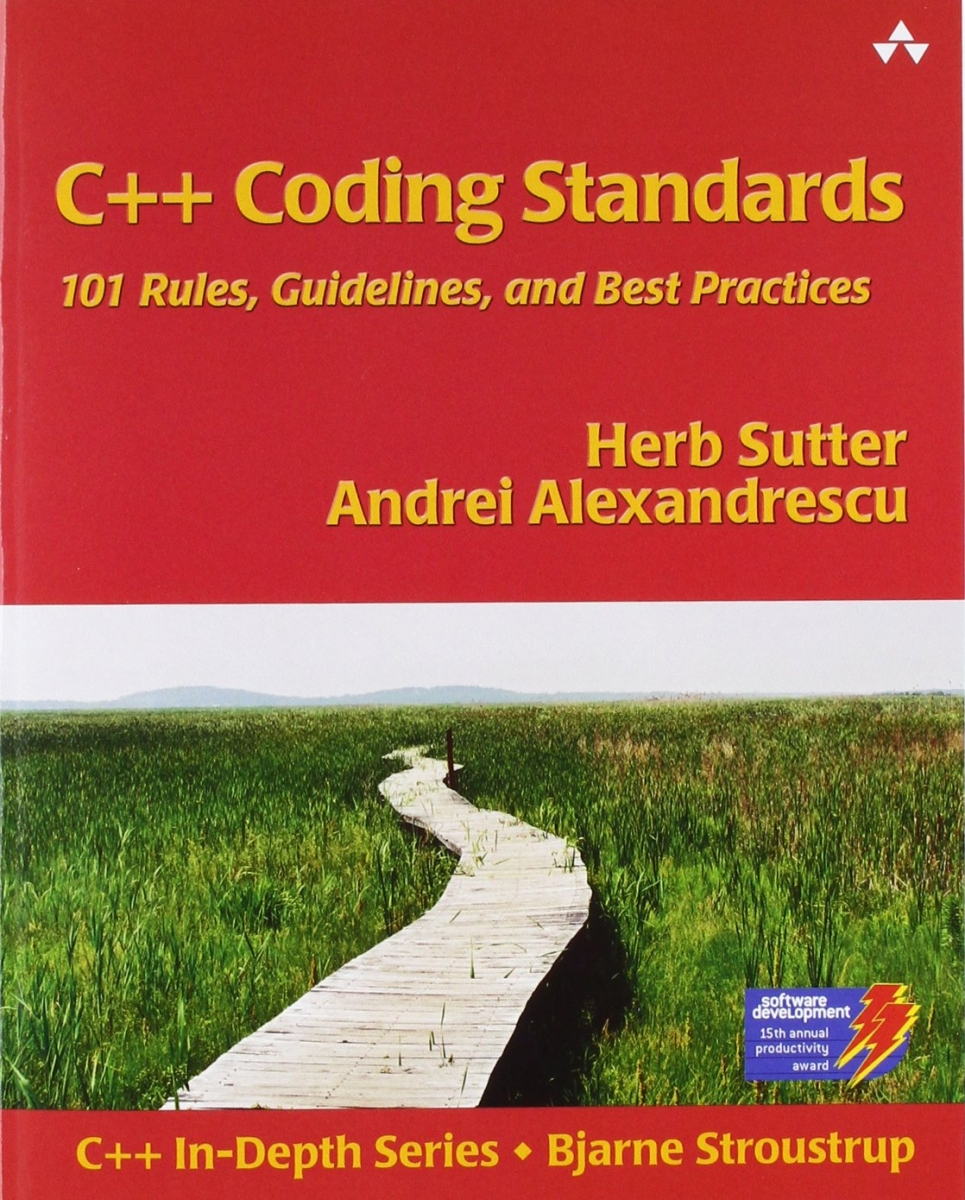 C++ Coding Standards
101 Rules, Guidelines, and Best Practices
Herb Sutter
Andrei Alexandrescu
software
development
15th annual
productivity
award
C++ In-Depth Series ◆ Bjarne Stroustrup